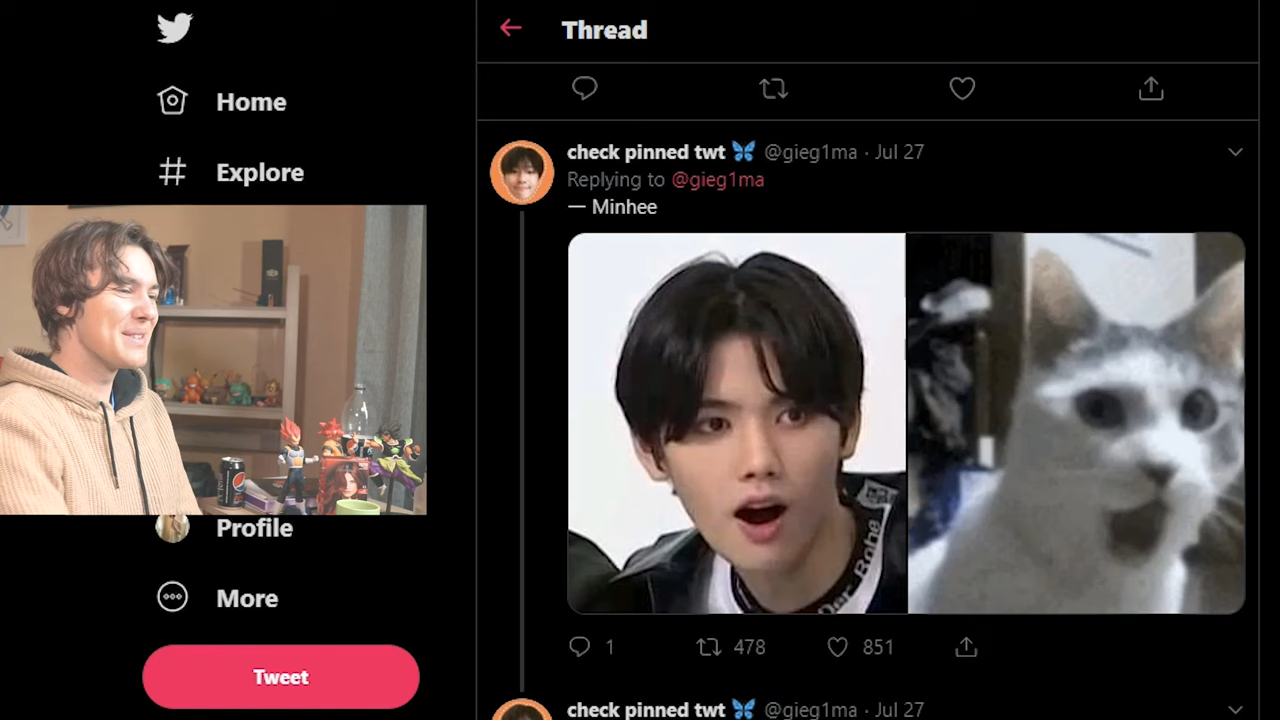 Thread
Home
Explore
check pinned twt 🦋 @gieg1ma · Jul 27
Replying to @gieg1ma
— Minhee
Der_Bobe
1
478
851
Profile
More
Tweet
check pinned twt 🦋 @gieg1ma · Jul 27